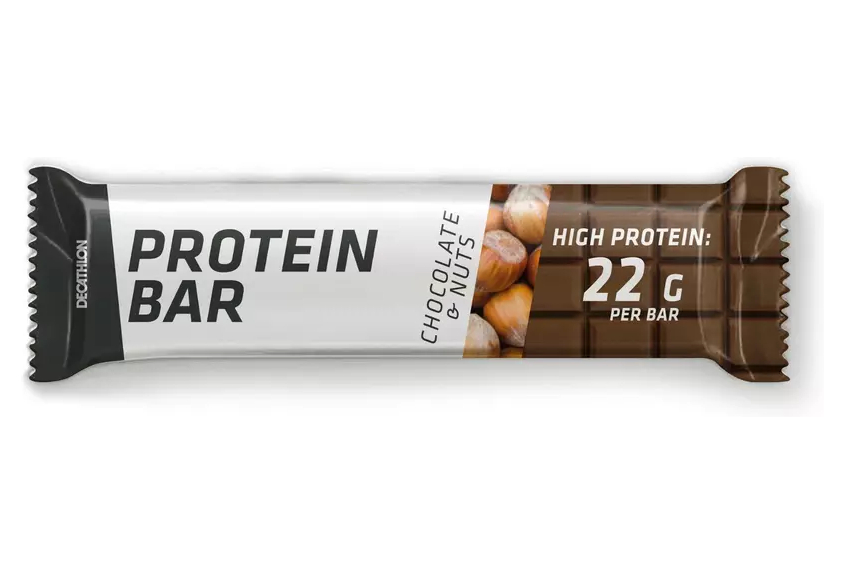 DECATHLON
PROTEIN
BAR
CHOCOLATE
& NUTS
HIGH PROTEIN:
22 G
PER BAR